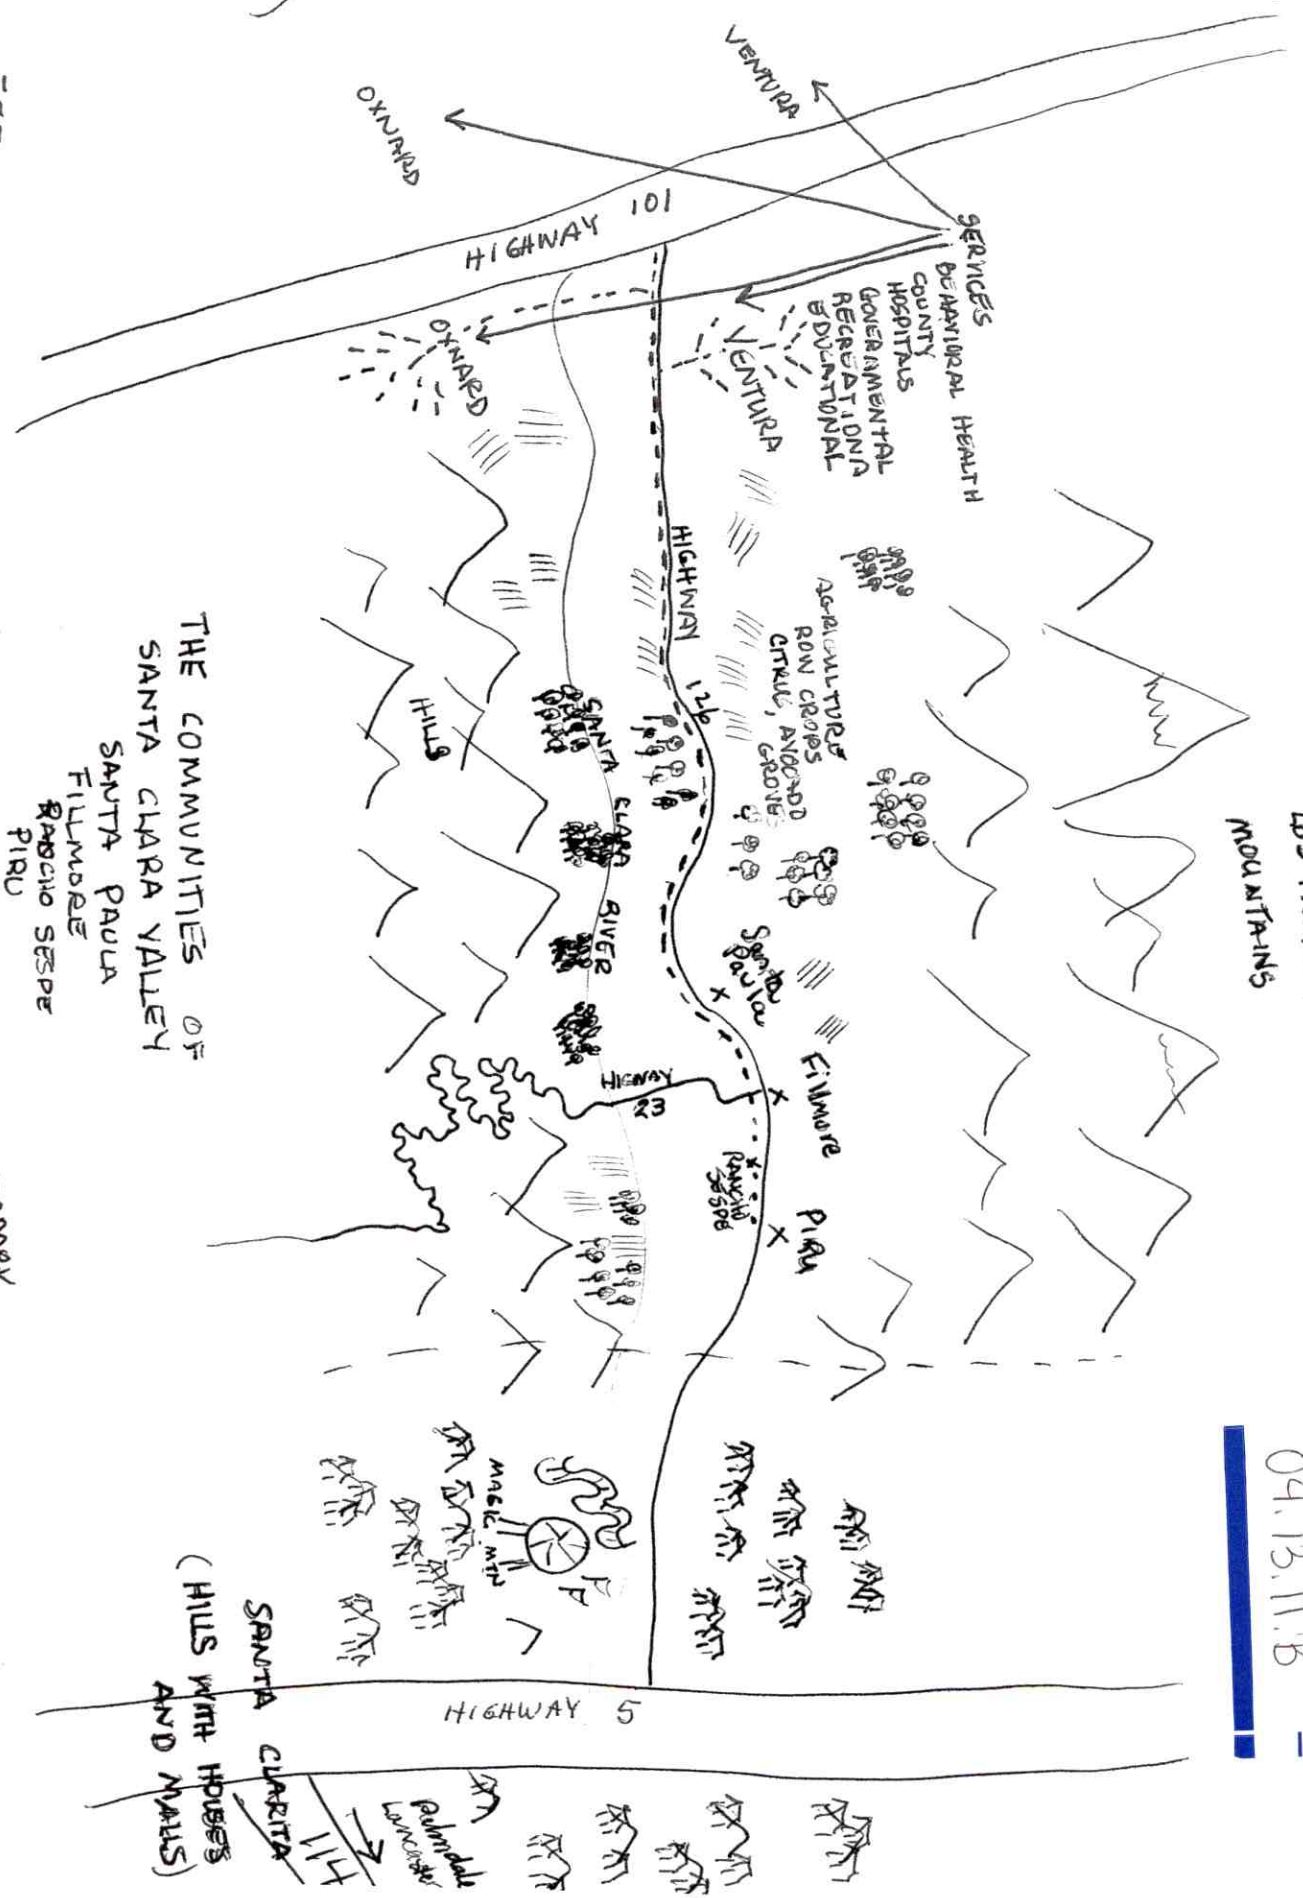 VENTURA
OXNARD
HIGHWAY 101
SERVICES
BEHAVIORAL HEALTH
COUNTY
HOSPITALS
GOVERNMENTAL
RECREATIONA
EDUCATIONAL
VENTURA
OXNARD
HIGHWAY 126
AGRICULTURE
ROW CROPS
CITRUS, AVOCADO
GROVES
MOUNTAINS
HILLS
SANTA CLARA RIVER
Santa
Paula
Fillmore
HIGWAY
23
RANCHO
SESPE
PIRU
THE COMMUNITIES OF
SANTA CLARA VALLEY
SANTA PAULA
FILLMORE
RANCHO SESPE
PIRU
MAGIC MTN
HIGHWAY 5
SANTA CLARITA
(HILLS WITH HOUSES
AND MALLS)
114
Palmdale
Lancaster
04.13.11.B